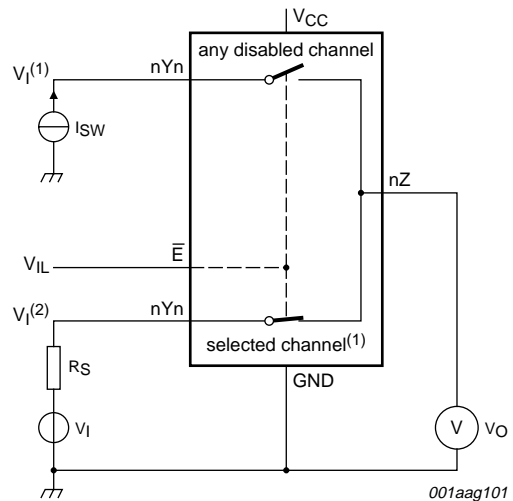 VCC
any disabled channel
VI(1)
nYn
ISW
nZ
E̅
VIL
VI(2)
nYn
selected channel(1)
RS
GND
VI
V
VO
001aag101